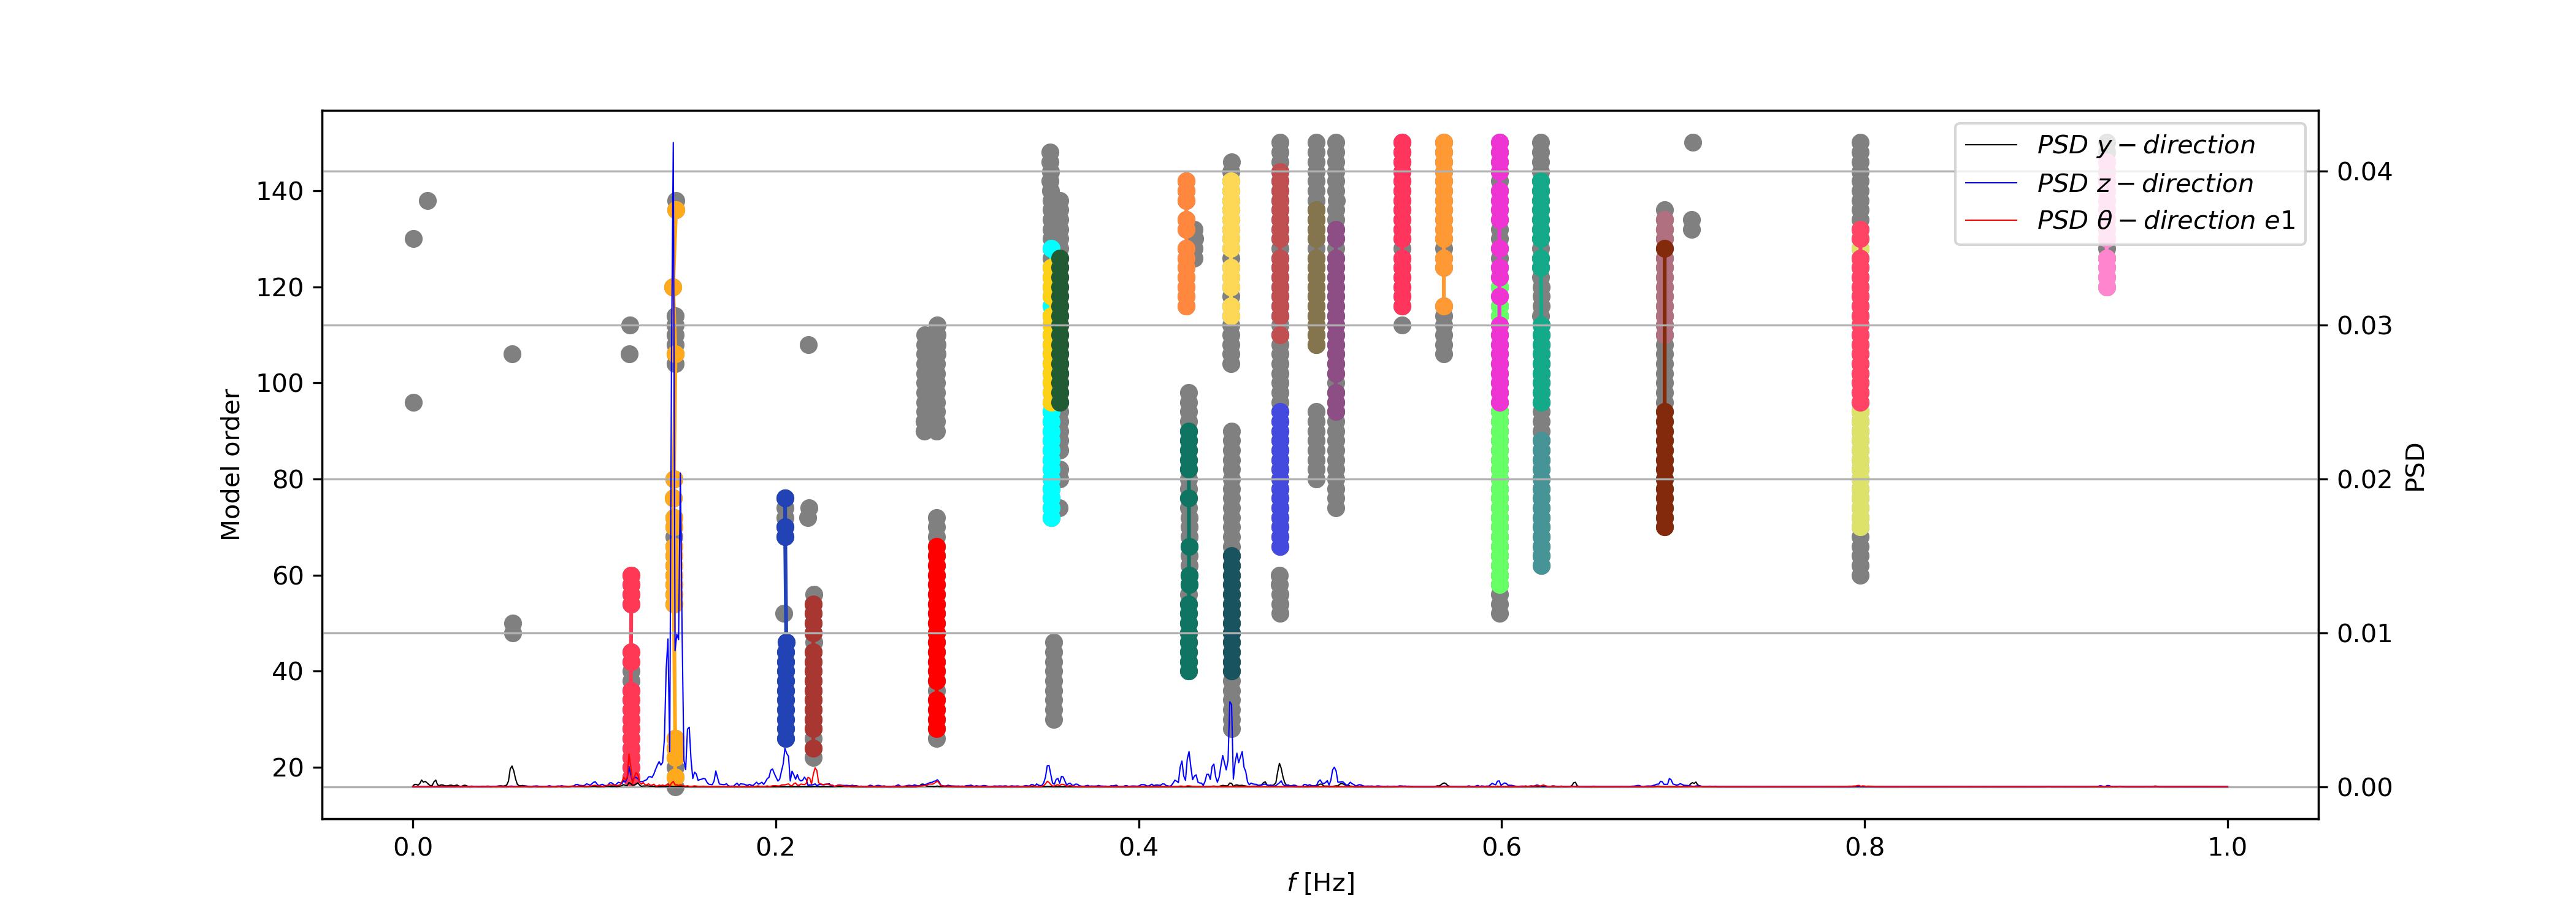 PSD y − direction
PSD z − direction
PSD θ − direction e1
140
120
100
80
60
40
20
Model order
0.04
0.03
0.02
0.01
0.00
PSD
0.0 0.2 0.4 0.6 0.8 1.0
f [Hz]